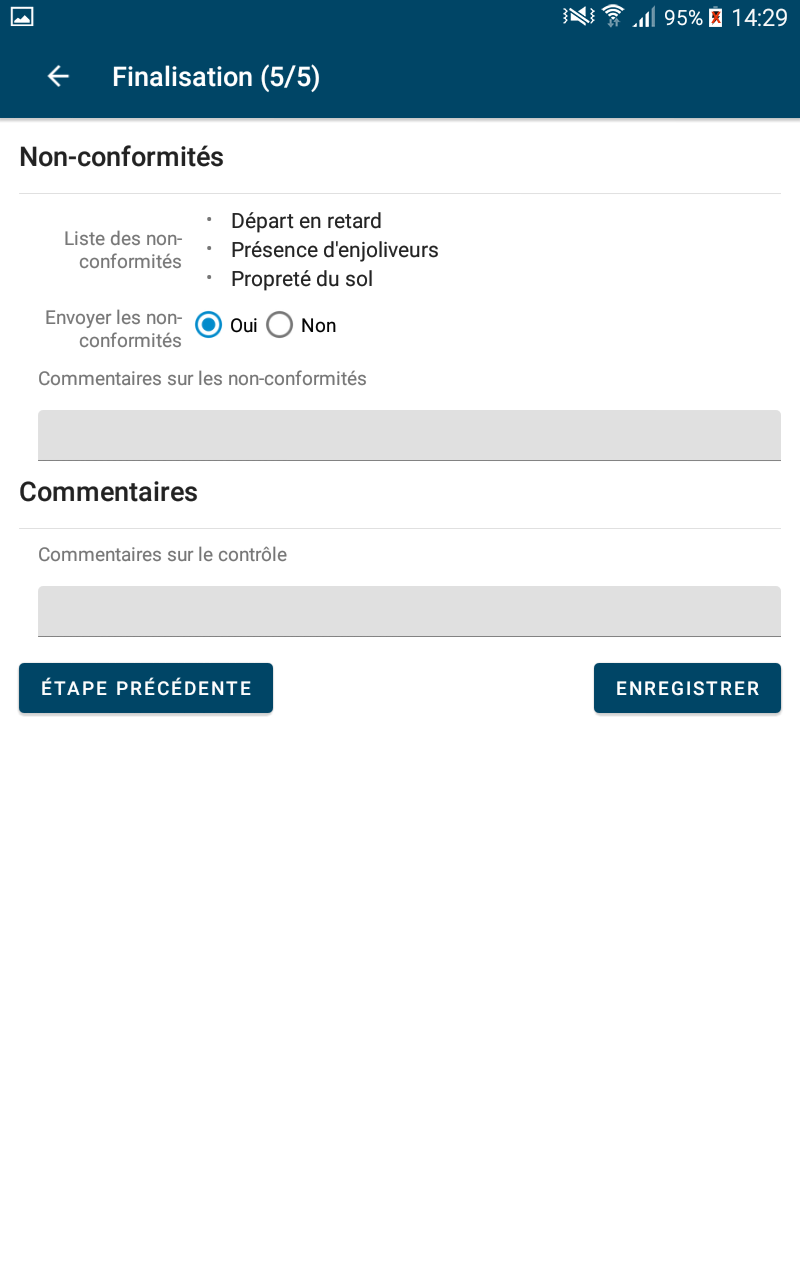 95% 14:29
Finalisation (5/5)
Non-conformités
Liste des non-
conformités
• Départ en retard
• Présence d'enjoliveurs
• Propreté du sol
Envoyer les non-
conformités
Oui Non
Commentaires sur les non-conformités
Commentaires
Commentaires sur le contrôle
ÉTAPE PRÉCÉDENTE ENREGISTRER